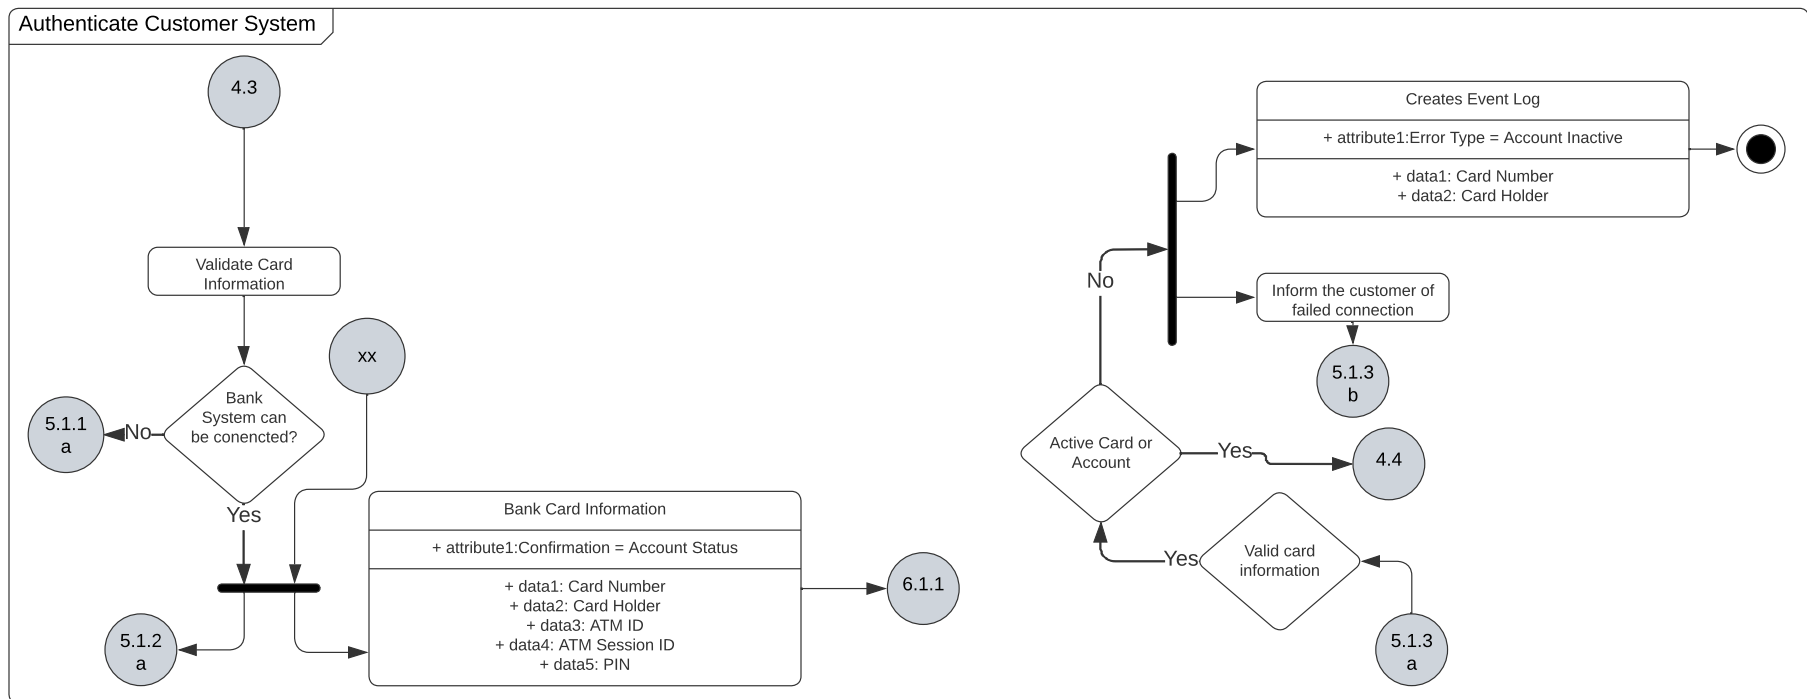 Authenticate Customer System
4.3
Validate Card
Information
xx
Bank
System can
be conencted?
No
5.1.1
a
Yes
5.1.2
a
Bank Card Information
+ attribute1:Confirmation = Account Status
+ data1: Card Number
+ data2: Card Holder
+ data3: ATM ID
+ data4: ATM Session ID
+ data5: PIN
6.1.1
Creates Event Log
+ attribute1:Error Type = Account Inactive
+ data1: Card Number
+ data2: Card Holder
No
Inform the customer of
failed connection
5.1.3
b
Active Card or
Account
Yes
4.4
Valid card
information
Yes
5.1.3
a